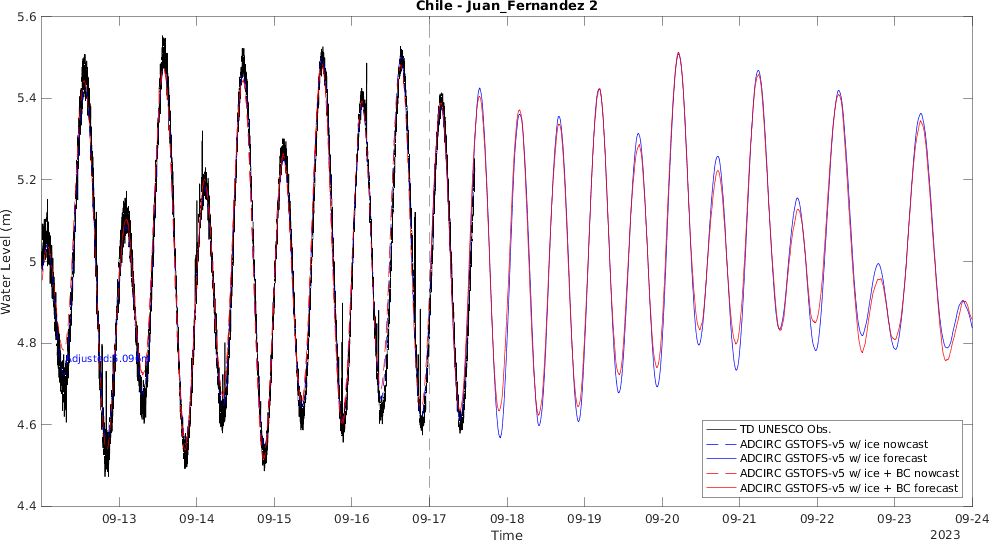 Chile - Juan_Fernandez 2
5.6
5.4
5.2
5
4.8
4.6
4.4
Water Level (m)
TD UNESCO Obs.
ADCIRC GSTOFS-v5 w/ ice nowcast
ADCIRC GSTOFS-v5 w/ ice forecast
ADCIRC GSTOFS-v5 w/ ice + BC nowcast
ADCIRC GSTOFS-v5 w/ ice + BC forecast
09-13
09-14
09-15
09-16
09-17
09-18
09-19
09-20
09-21
09-22
09-23
09-24
Time
2023